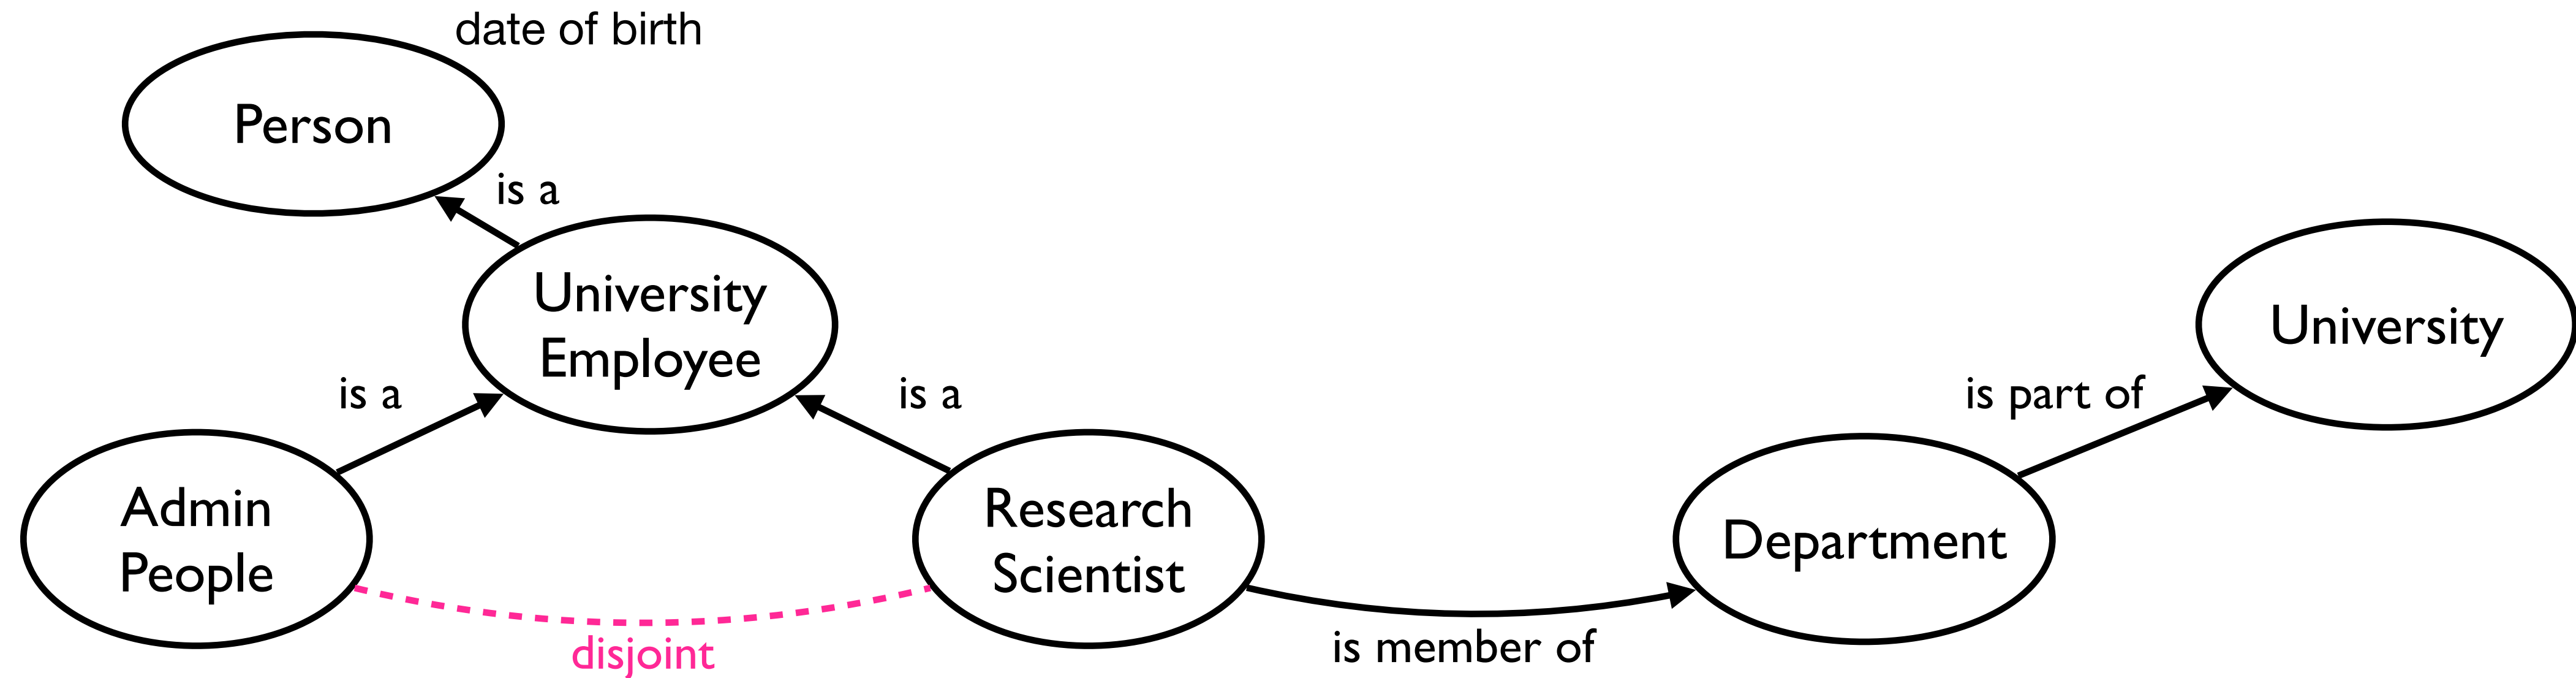 date of birth
Person
is a
University
Employee
University
is a
is a
is part of
Admin
People
Research
Scientist
Department
disjoint
is member of